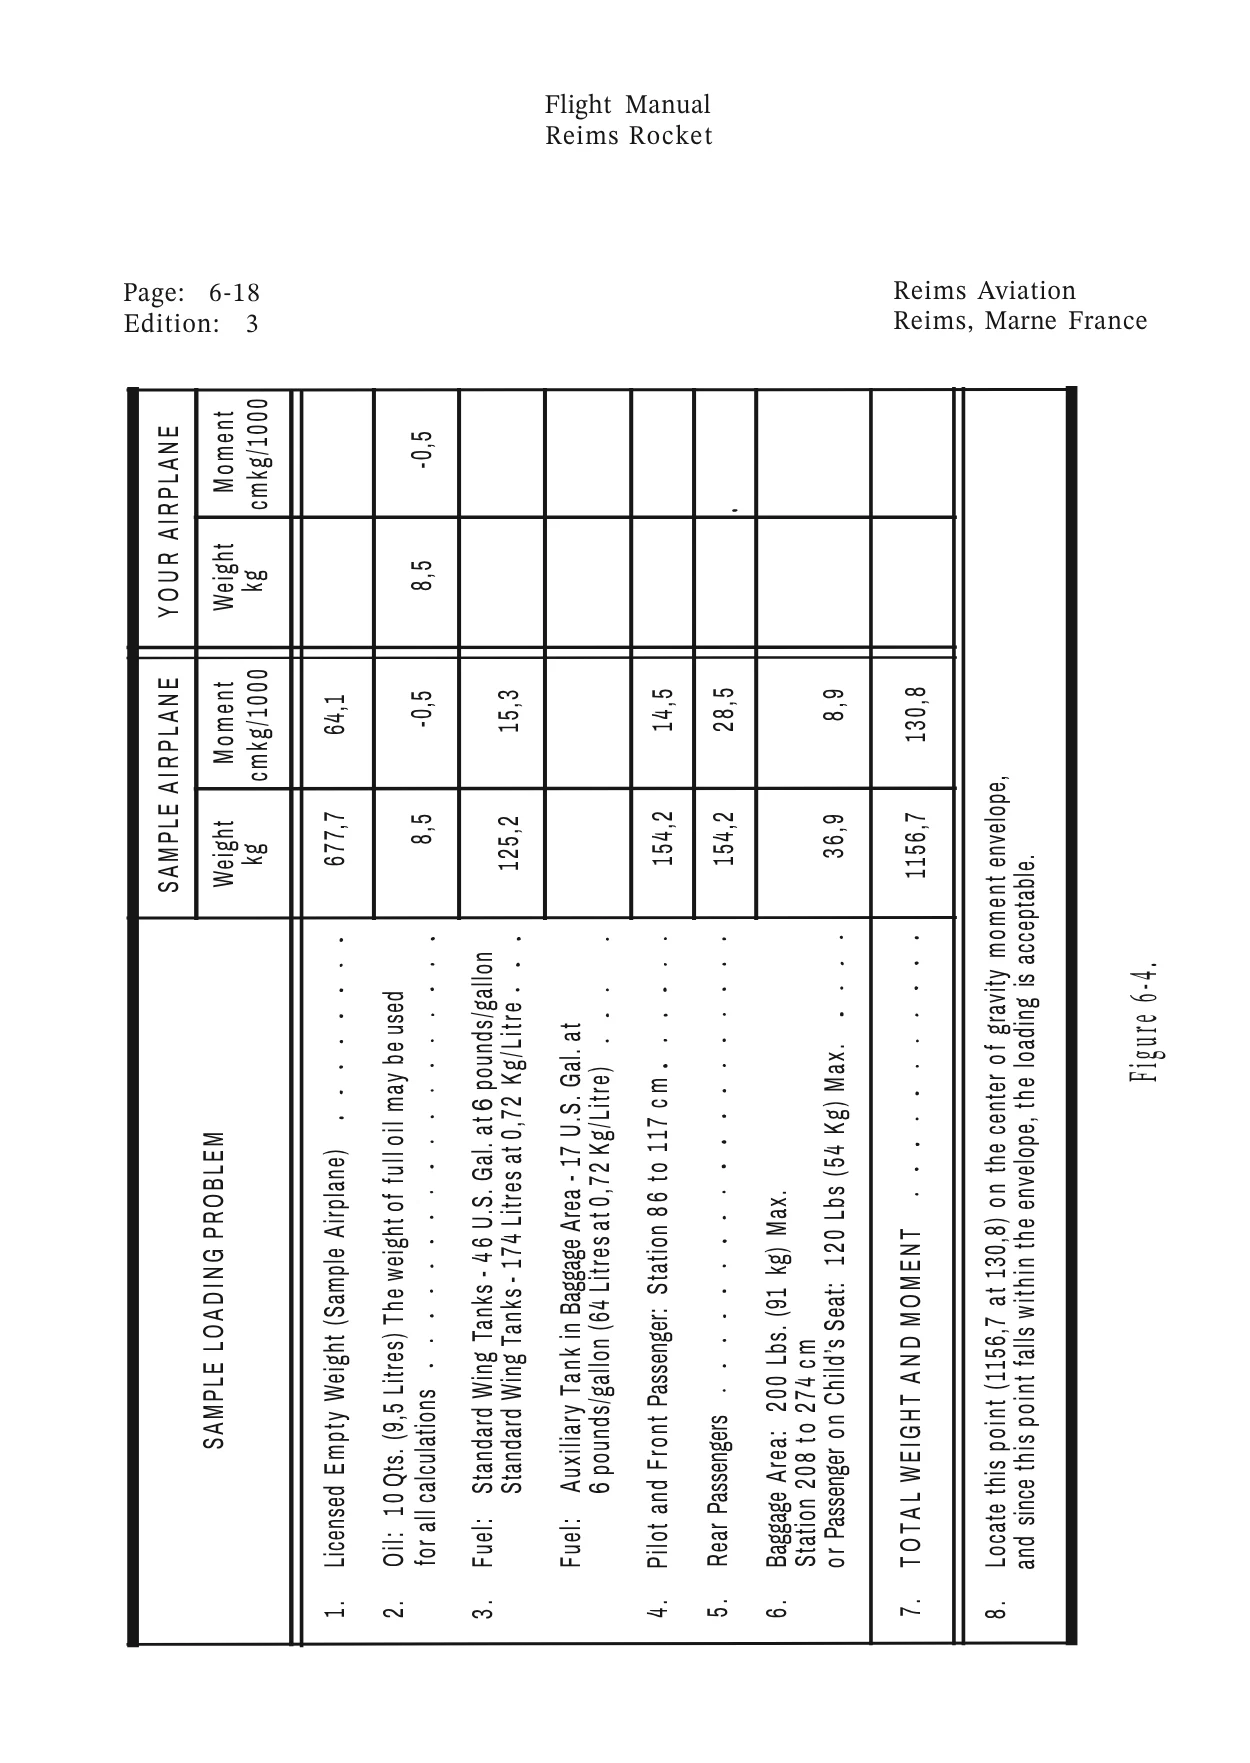 Flight Manual
Reims Rocket
Page: 6-18
Edition: 3
Reims Aviation
Reims, Marne France
SAMPLE LOADING PROBLEM
SAMPLE AIRPLANE
YOUR AIRPLANE
Weight
kg
Moment
cmkg/1000
Weight
kg
Moment
cmkg/1000
1. Licensed Empty Weight (Sample Airplane) . . . . . . . . 677,7 64,1
2. Oil: 10 Qts. (9,5 Litres) The weight of full oil may be used
for all calculations . . . . . . . . . . . . . . . . . . 8,5 -0,5 8,5 -0,5
3. Fuel: Standard Wing Tanks - 46 U.S. Gal. at 6 pounds/gallon
Standard Wing Tanks - 174 Litres at 0,72 Kg/Litre . . . 125,2 15,3
Fuel: Auxiliary Tank in Baggage Area - 17 U.S. Gal. at
6 pounds/gallon (64 Litres at 0,72 Kg/Litre) . . . .
4. Pilot and Front Passenger: Station 86 to 117 cm . . . . . . 154,2 14,5
5. Rear Passengers . . . . . . . . . . . . . . . . . . . 154,2 28,5
6. Baggage Area: 200 Lbs. (91 kg) Max.
Station 208 to 274 cm
or Passenger on Child's Seat: 120 Lbs (54 Kg) Max. . . . . 36,9 8,9
7. TOTAL WEIGHT AND MOMENT . . . . . . . . . . . 1156,7 130,8
8. Locate this point (1156,7 at 130,8) on the center of gravity moment envelope,
and since this point falls within the envelope, the loading is acceptable.
Figure 6-4.